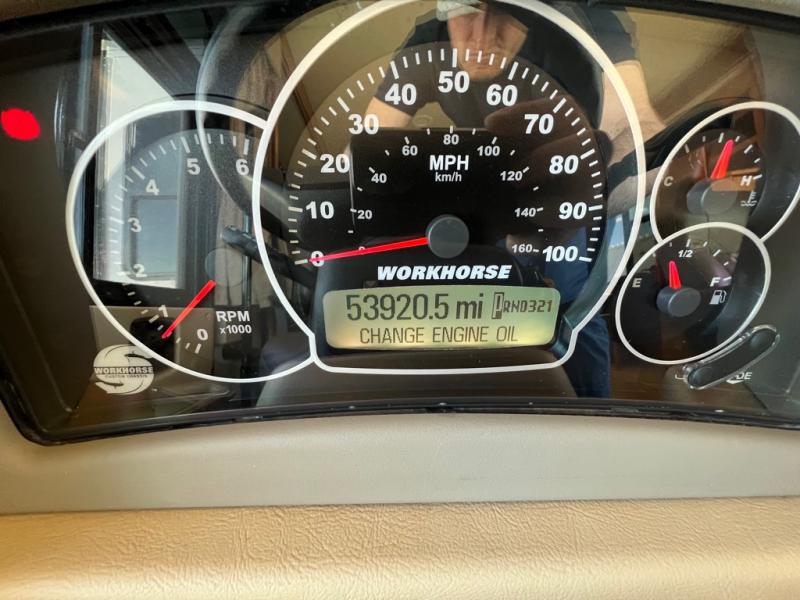 50
40
60
30
70
20
80
10
90
0
100
60
80
100
40
120
20
140
160
MPH
km/h
WORKHORSE
53920.5 mi PRND321
CHANGE ENGINE OIL
6
5
4
3
2
1
0
RPM
x1000
WORKHORSE
CUSTOM CHASSIS
C
H
E
1/2
F